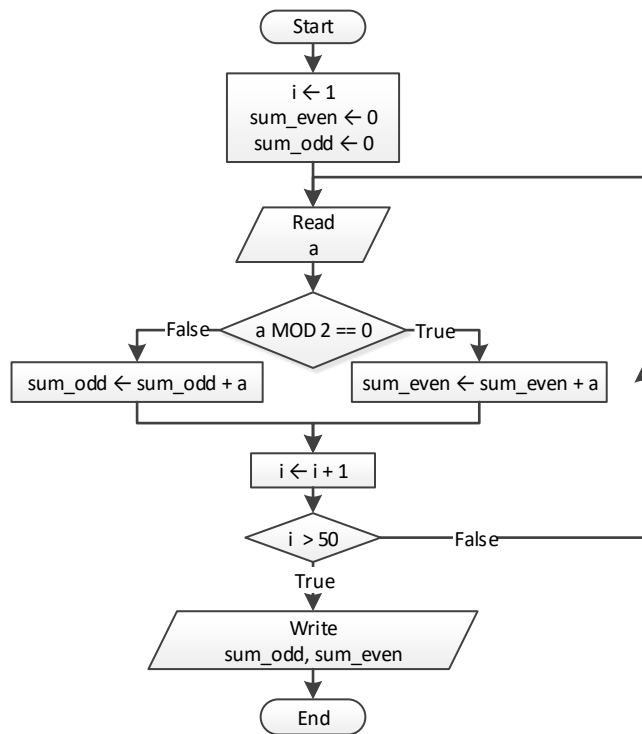 Start
i ← 1
sum_even ← 0
sum_odd ← 0
Read
a
False
a MOD 2 == 0
True
sum_odd ← sum_odd + a
sum_even ← sum_even + a
i ← i + 1
i > 50
False
True
Write
sum_odd, sum_even
End